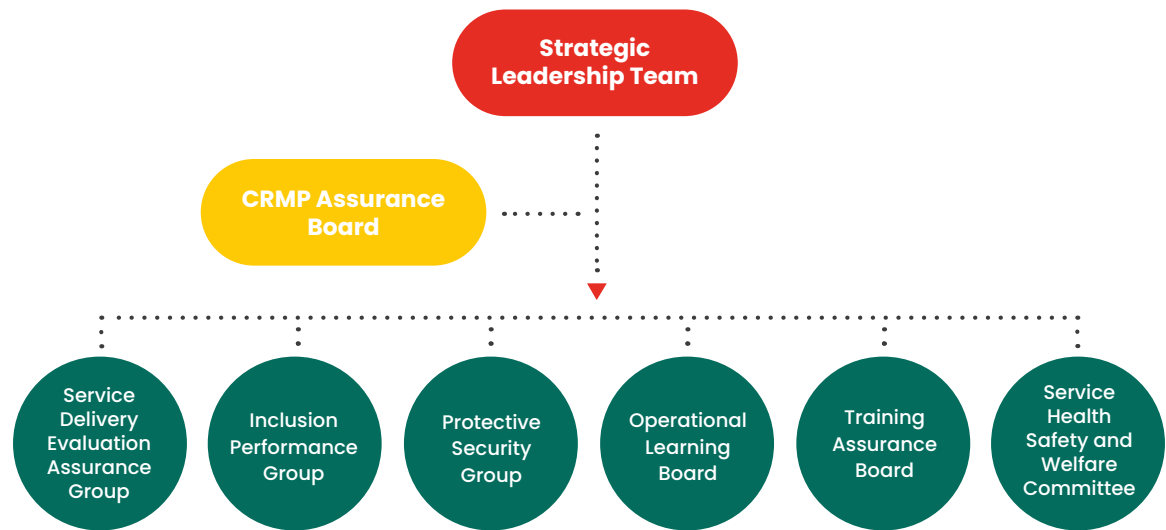 Strategic
Leadership Team
CRMP Assurance
Board
Service
Delivery
Evaluation
Assurance
Group
Inclusion
Performance
Group
Protective
Security
Group
Operational
Learning
Board
Training
Assurance
Board
Service
Health
Safety and
Welfare
Committee